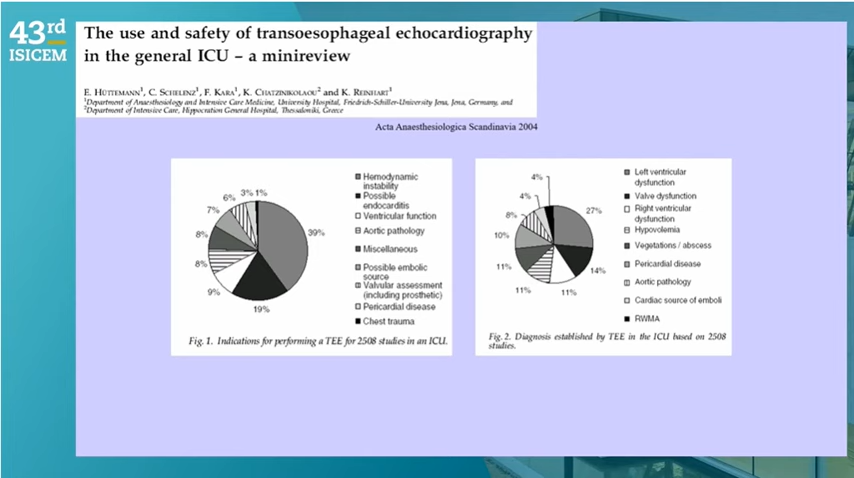 43rd
ISICEM
The use and safety of transoesophageal echocardiography
in the general ICU – a minireview
E. HÜTTEMANN¹, C. SCHELENZ¹, F. KARA¹, K. CHATZINIKOLAOU² and K. REINHART¹
¹Department of Anaesthesiology and Intensive Care Medicine, University Hospital, Friedrich-Schiller-University Jena, Jena, Germany, and
²Department of Intensive Care, Hippocration General Hospital, Thessaloniki, Greece
Acta Anaesthesiologica Scandinavia 2004
39%
19%
9%
8%
8%
7%
6%
3%
1%
Hemodynamic
instability
Possible
endocarditis
Ventricular function
Aortic pathology
Miscellaneous
Possible embolic
source
Valvular assessment
(including prosthetic)
Pericardial disease
Chest trauma
Fig. 1. Indications for performing a TEE for 2508 studies in an ICU.
27%
14%
11%
11%
11%
10%
8%
4%
4%
Left ventricular
dysfunction
Valve dysfunction
Right ventricular
dysfunction
Hypovolemia
Vegetations / abscess
Pericardial disease
Aortic pathology
Cardiac source of emboli
RWMA
Fig. 2. Diagnosis established by TEE in the ICU based on 2508
studies.